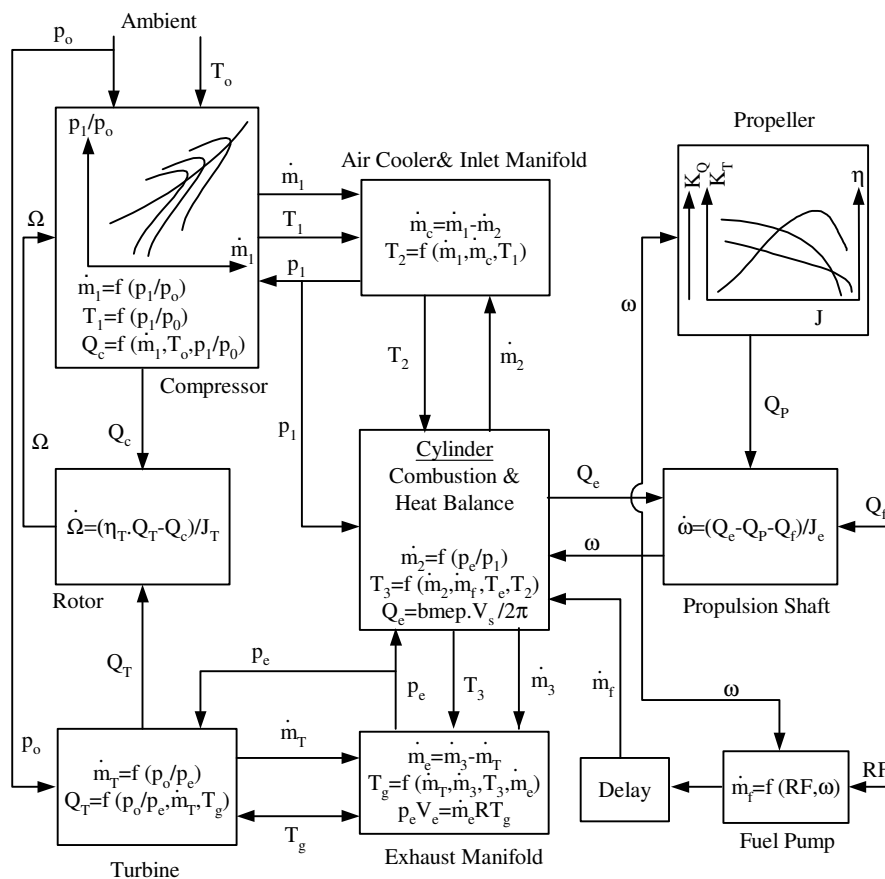 Ambient
p_o
T_o
p_1/p_o
ṁ_1
ṁ_1=f (p_1/p_o)
T_1=f (p_1/p_0)
Q_c=f (ṁ_1,T_o,p_1/p_0)
Compressor
Ω
ṁ_1
T_1
p_1
Air Cooler& Inlet Manifold
ṁ_c=ṁ_1-ṁ_2
T_2=f (ṁ_1,ṁ_c,T_1)
Propeller
K_Q
K_T
η
J
ω
T_2
ṁ_2
Q_P
Ω
Q_c
p_1
Cylinder
Combustion &
Heat Balance
ṁ_2=f (p_e/p_1)
T_3=f (ṁ_2,ṁ_f,T_e,T_2)
Q_e=bmep.V_s/2π
Q_e
ω
ω̇=(Q_e-Q_P-Q_f)/J_e
Q_f
Propulsion Shaft
Ω̇=(η_T.Q_T-Q_c)/J_T
Rotor
Q_T
p_e
p_e
T_3
ṁ_3
ṁ_f
ω
p_o
ṁ_T=f (p_o/p_e)
Q_T=f (p_o/p_e,ṁ_T,T_g)
Turbine
ṁ_T
T_g
ṁ_e=ṁ_3-ṁ_T
T_g=f (ṁ_T,ṁ_3,T_3,ṁ_e)
p_eV_e=ṁ_eRT_g
Exhaust Manifold
Delay
ṁ_f=f (RF,ω)
RF
Fuel Pump